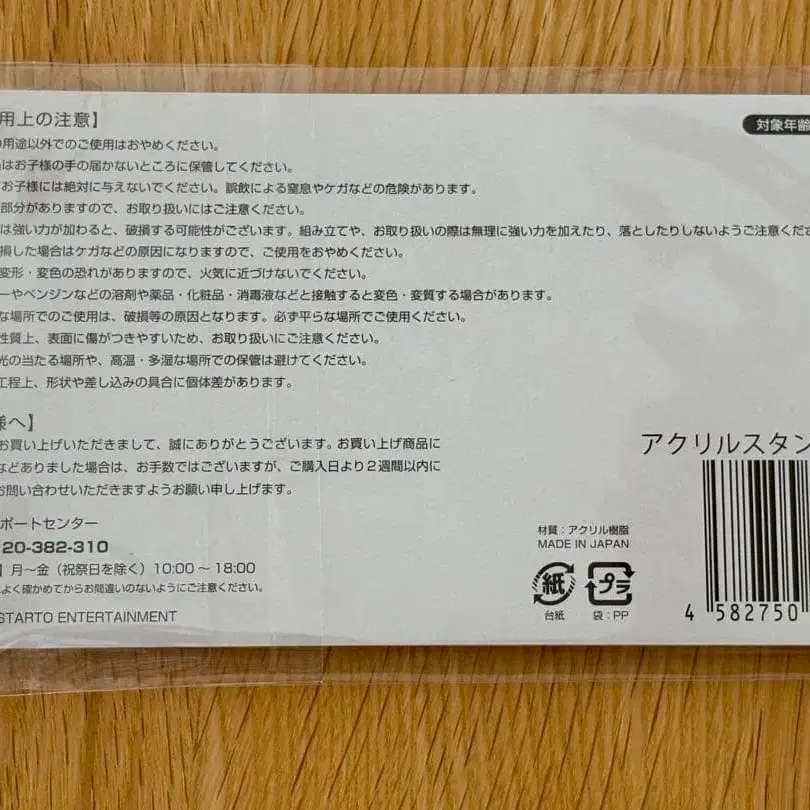 用上の注意】
対象年齢
用途以外でのご使用はおやめください。
はお子様の手の届かないところに保管してください。
お子様には絶対に与えないでください。誤飲による窒息やケガなどの危険があります。
部分がありますので、お取り扱いにはご注意ください。
は強い力が加わると、破損する可能性がございます。組み立てや、お取り扱いの際は無理に強い力を加えたり、落としたりしないようご注意くださ
損した場合はケガなどの原因になりますので、ご使用をおやめください。
変形・変色の恐れがありますので、火気に近づけないでください。
ーやベンジンなどの溶剤や薬品・化粧品・消毒液などと接触すると変色・変質する場合があります。
な場所でのご使用は、破損等の原因となります。必ず平らな場所でご使用ください。
性質上、表面に傷がつきやすいため、お取り扱いにご注意ください。
光の当たる場所や、高温・多湿な場所での保管は避けてください。
工程上、形状や差し込みの具合に個体差があります。
様へ】
お買い上げいただきまして、誠にありがとうございます。お買い上げ商品に
などありました場合は、お手数ではございますが、ご購入日より2週間以内に
お問い合わせいただきますようお願い申し上げます。
ポートセンター
20-382-310
】月〜金（祝祭日を除く）10:00〜18:00
よく確かめてからお間違いのないようにご注意ください。
STARTO ENTERTAINMENT
アクリルスタン
材質：アクリル樹脂
MADE IN JAPAN
紙
プラ
台紙
袋：PP
4 582750